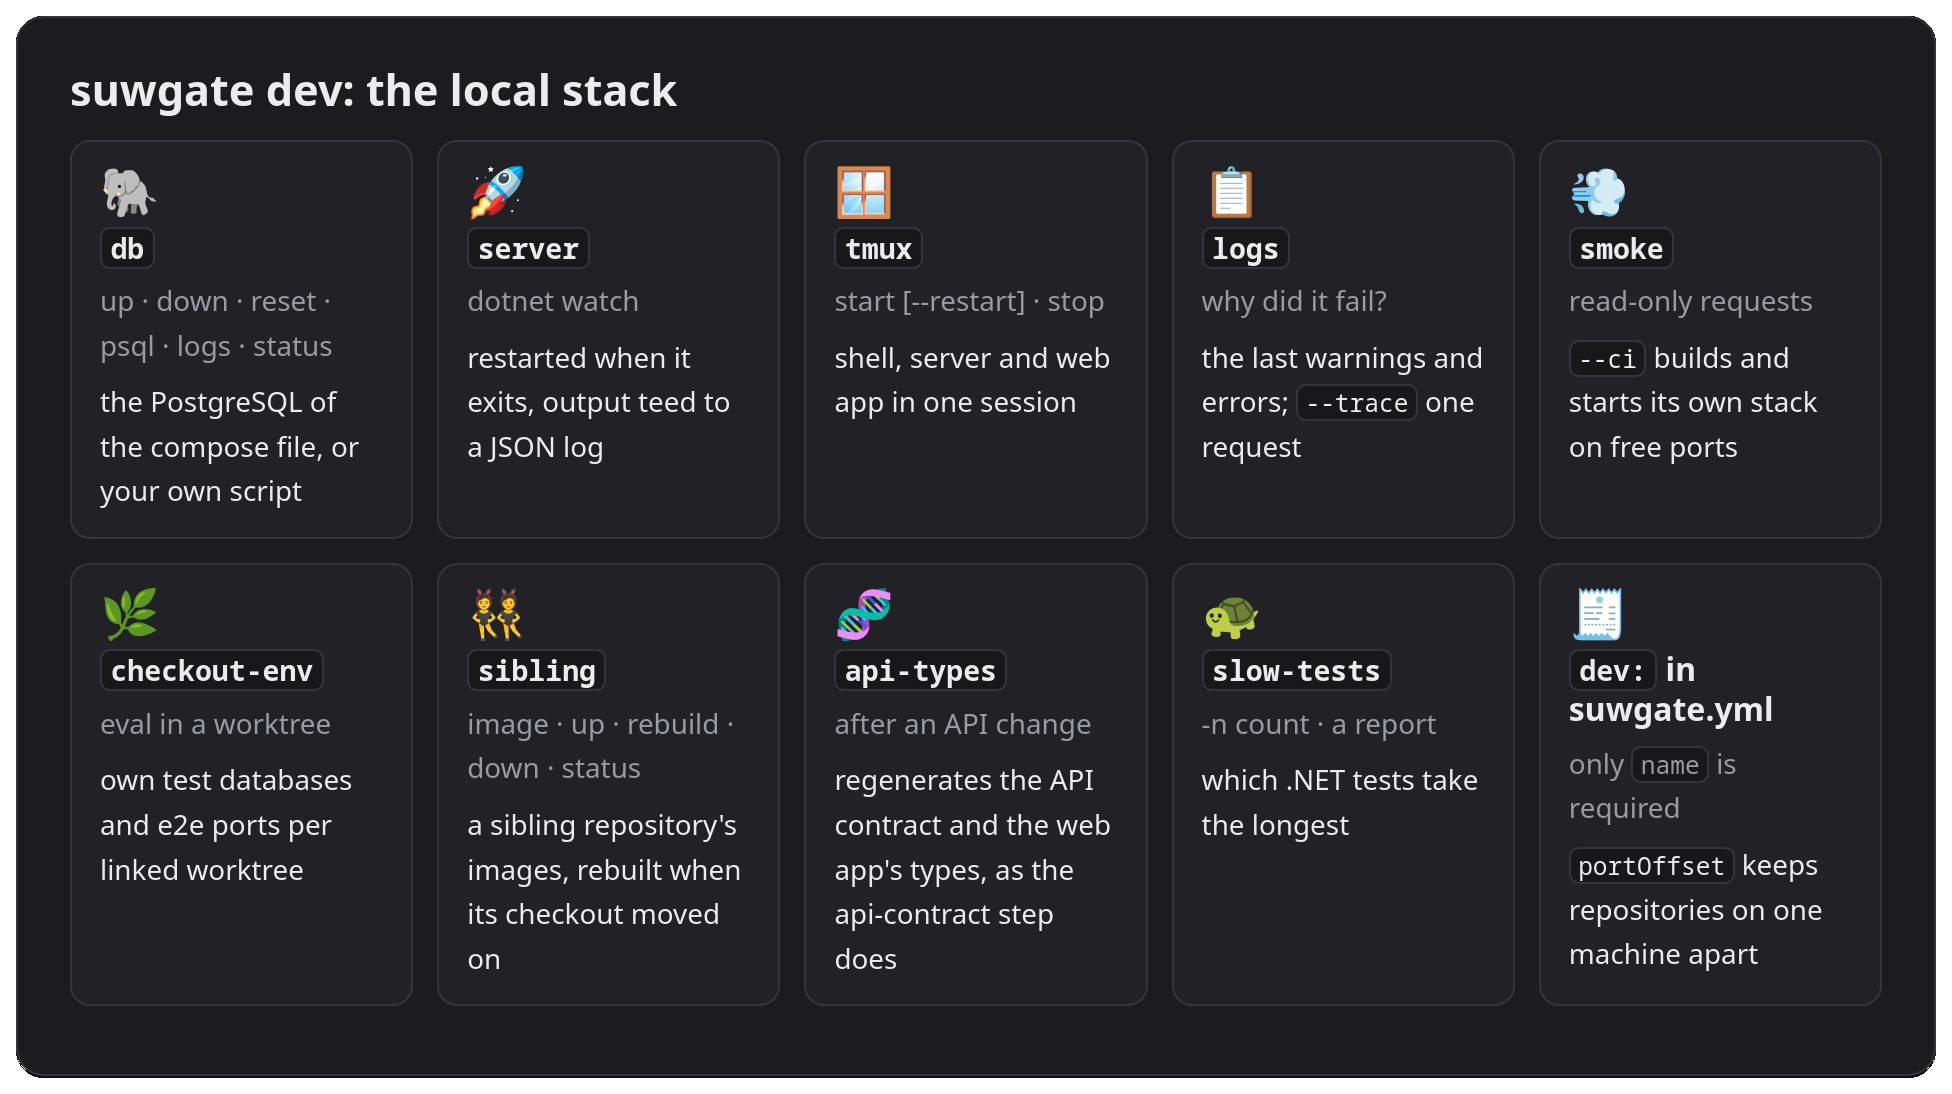 suwgate dev: the local stack
db
up · down · reset ·
psql · logs · status
the PostgreSQL of
the compose file, or
your own script
server
dotnet watch
restarted when it
exits, output teed to
a JSON log
tmux
start [--restart] · stop
shell, server and web
app in one session
logs
why did it fail?
the last warnings and
errors; --trace one
request
smoke
read-only requests
--ci builds and
starts its own stack
on free ports
checkout-env
eval in a worktree
own test databases
and e2e ports per
linked worktree
sibling
image · up · rebuild ·
down · status
a sibling repository's
images, rebuilt when
its checkout moved
on
api-types
after an API change
regenerates the API
contract and the web
app's types, as the
api-contract step
does
slow-tests
-n count · a report
which .NET tests take
the longest
dev: in
suwgate.yml
only name is
required
portOffset keeps
repositories on one
machine apart